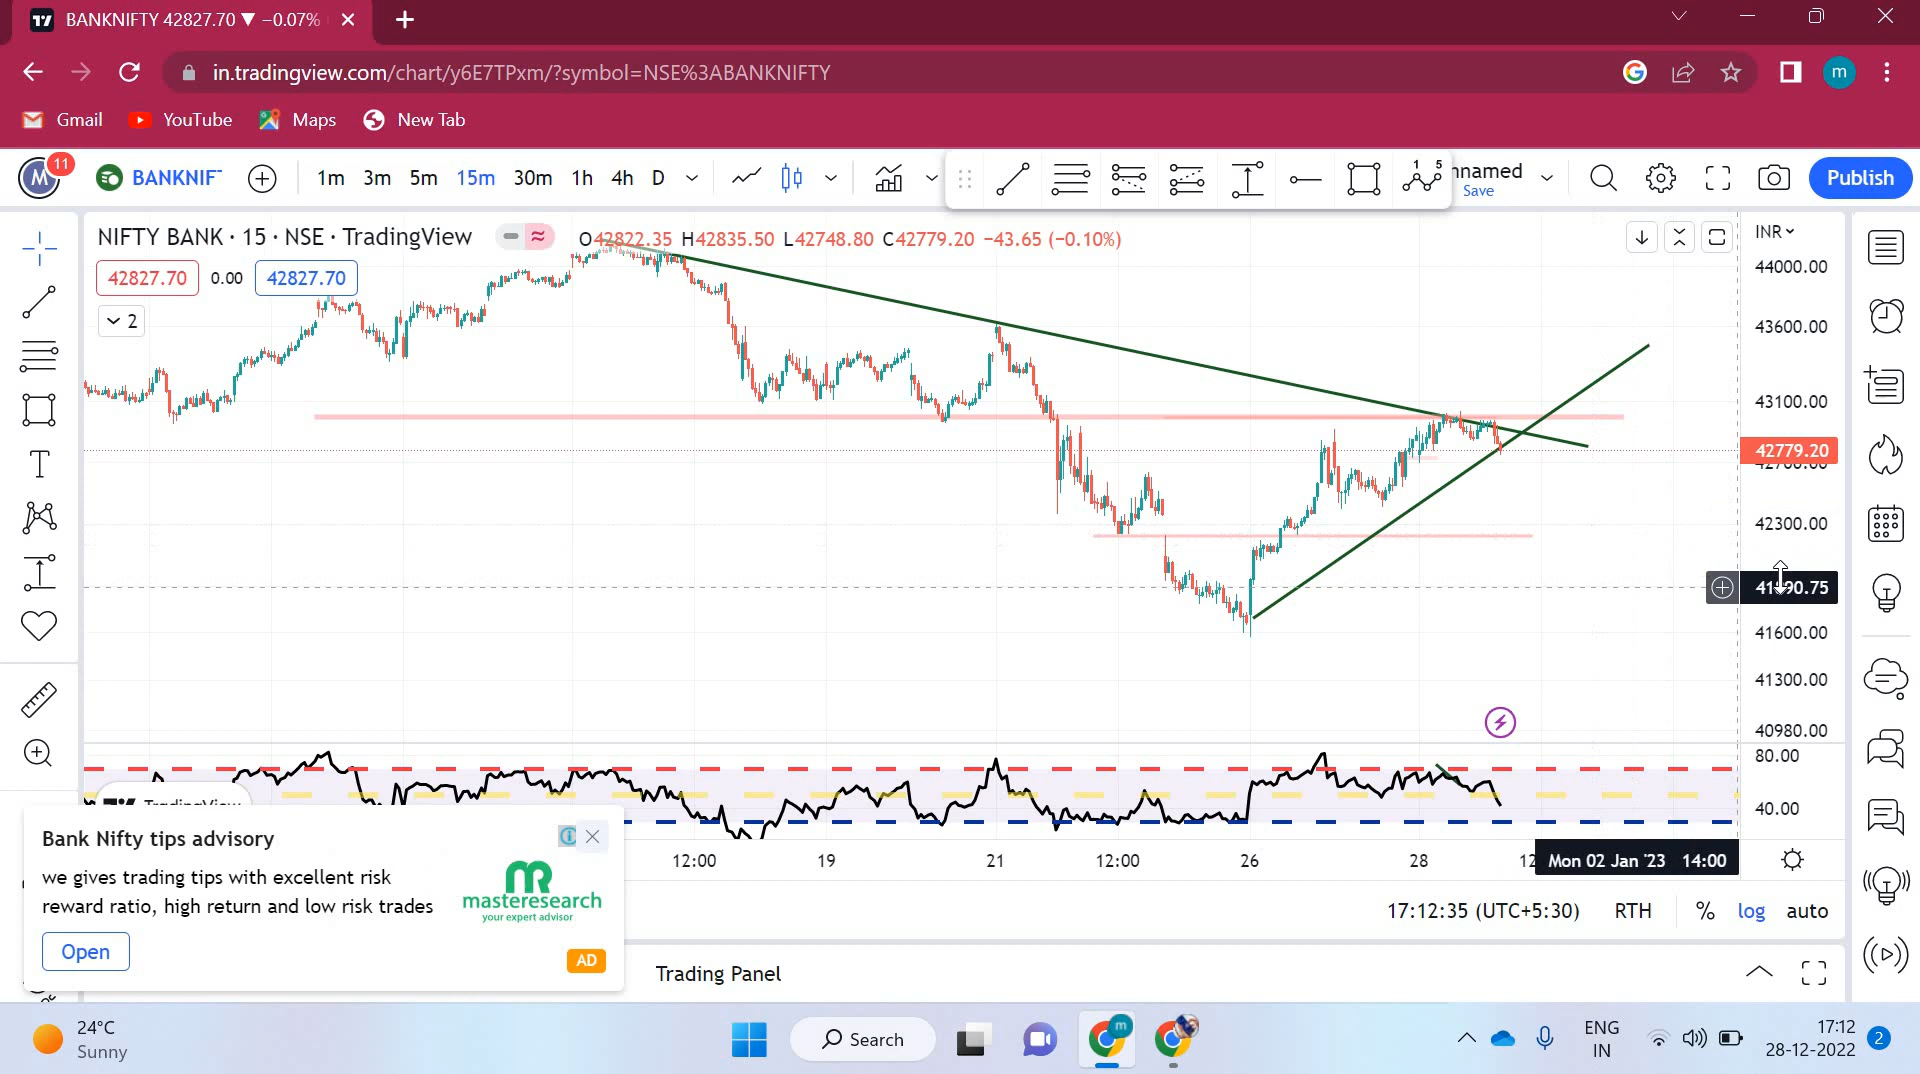 BANKNIFTY 42827.70 ▼ −0.07%
in.tradingview.com/chart/y6E7TPxm/?symbol=NSE%3ABANKNIFTY
m
Gmail
YouTube
Maps
New Tab
M
11
BANKNIF
1m 3m 5m 15m 30m 1h 4h D
1 5
nnamed
Save
Publish
NIFTY BANK · 15 · NSE · TradingView
O42822.35 H42835.50 L42748.80 C42779.20 −43.65 (−0.10%)
INR
42827.70 0.00 42827.70
2
44000.00
43600.00
43100.00
42779.20
42700.00
42300.00
41600.00
41300.00
40980.00
80.00
40.00
TradingView
12:00 19 21 12:00 26 28 12
Mon 02 Jan '23 14:00
Bank Nifty tips advisory
we gives trading tips with excellent risk
reward ratio, high return and low risk trades
mr
masteresearch
your expert advisor
Open
AD
17:12:35 (UTC+5:30) RTH % log auto
Trading Panel
24°C
Sunny
Search
m
ENG
IN
17:12
28-12-2022
2